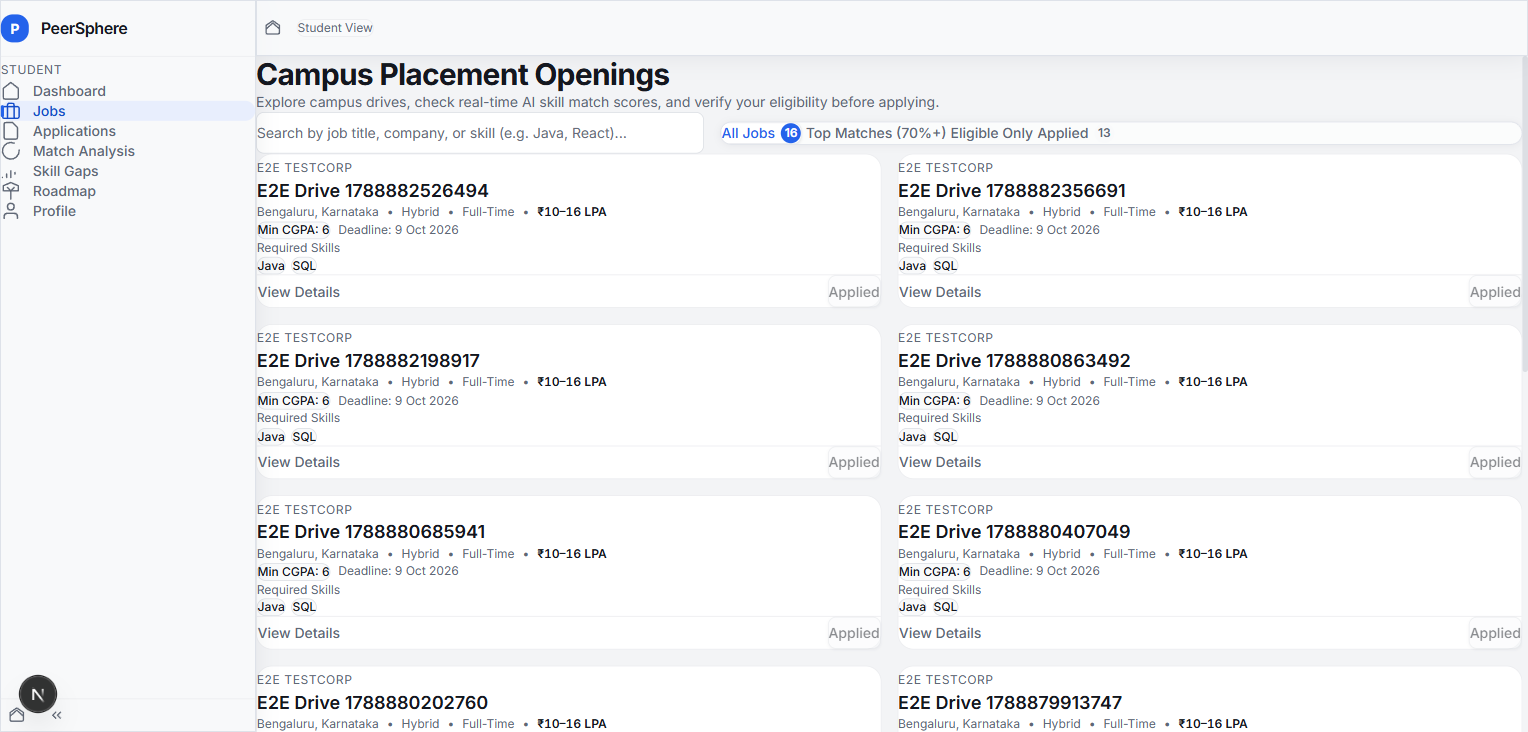 P PeerSphere
Student View
STUDENT
Dashboard
Jobs
Applications
Match Analysis
Skill Gaps
Roadmap
Profile
N
«
Campus Placement Openings
Explore campus drives, check real-time AI skill match scores, and verify your eligibility before applying.
Search by job title, company, or skill (e.g. Java, React)...
All Jobs 16 Top Matches (70%+) Eligible Only Applied 13
E2E TESTCORP
E2E Drive 1788882526494
Bengaluru, Karnataka • Hybrid • Full-Time • ₹10–16 LPA
Min CGPA: 6 Deadline: 9 Oct 2026
Required Skills
Java SQL
View Details Applied
E2E TESTCORP
E2E Drive 1788882356691
Bengaluru, Karnataka • Hybrid • Full-Time • ₹10–16 LPA
Min CGPA: 6 Deadline: 9 Oct 2026
Required Skills
Java SQL
View Details Applied
E2E TESTCORP
E2E Drive 1788882198917
Bengaluru, Karnataka • Hybrid • Full-Time • ₹10–16 LPA
Min CGPA: 6 Deadline: 9 Oct 2026
Required Skills
Java SQL
View Details Applied
E2E TESTCORP
E2E Drive 1788880863492
Bengaluru, Karnataka • Hybrid • Full-Time • ₹10–16 LPA
Min CGPA: 6 Deadline: 9 Oct 2026
Required Skills
Java SQL
View Details Applied
E2E TESTCORP
E2E Drive 1788880685941
Bengaluru, Karnataka • Hybrid • Full-Time • ₹10–16 LPA
Min CGPA: 6 Deadline: 9 Oct 2026
Required Skills
Java SQL
View Details Applied
E2E TESTCORP
E2E Drive 1788880407049
Bengaluru, Karnataka • Hybrid • Full-Time • ₹10–16 LPA
Min CGPA: 6 Deadline: 9 Oct 2026
Required Skills
Java SQL
View Details Applied
E2E TESTCORP
E2E Drive 1788880202760
Bengaluru, Karnataka • Hybrid • Full-Time • ₹10–16 LPA
E2E TESTCORP
E2E Drive 1788879913747
Bengaluru, Karnataka • Hybrid • Full-Time • ₹10–16 LPA